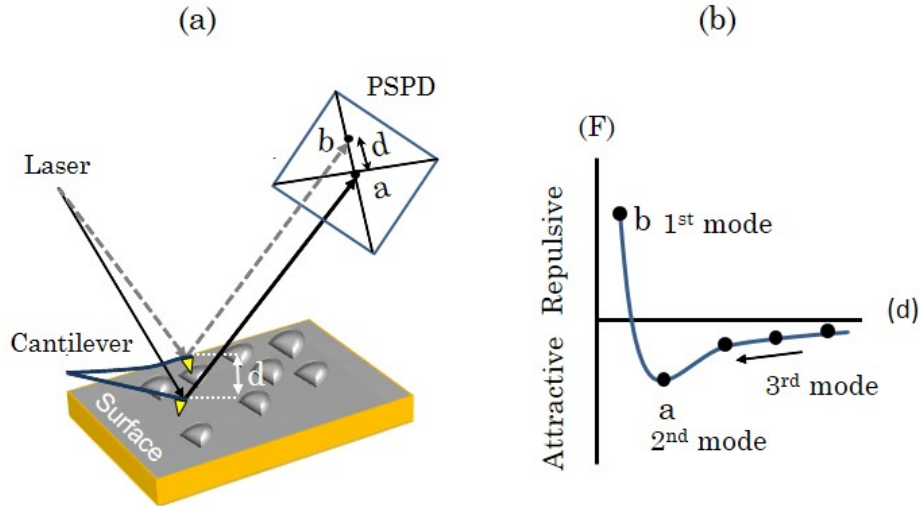 (a)
PSPD
b
d
a
Laser
Cantilever
d
Surface
(b)
(F)
Repulsive
Attractive
b 1st mode
(d)
3rd mode
a
2nd mode